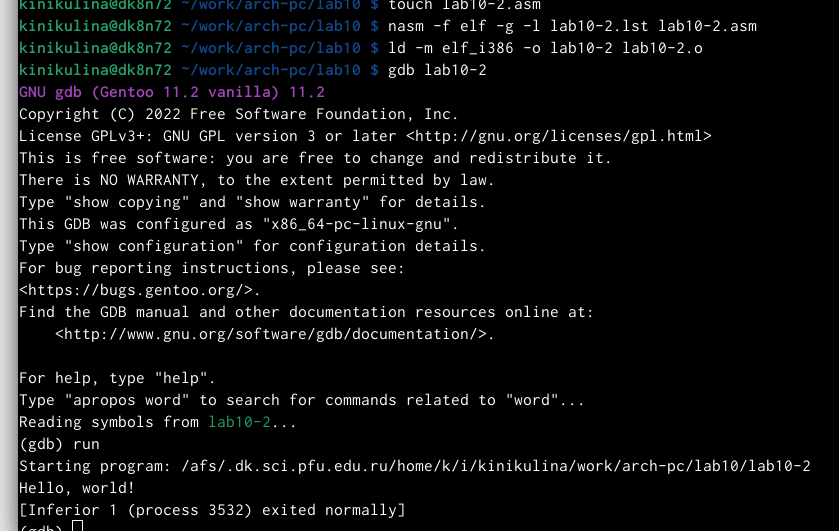 kinikulina@dk8n72 ~/work/arch-pc/lab10 $ touch lab10-2.asm
kinikulina@dk8n72 ~/work/arch-pc/lab10 $ nasm -f elf -g -l lab10-2.lst lab10-2.asm
kinikulina@dk8n72 ~/work/arch-pc/lab10 $ ld -m elf_i386 -o lab10-2 lab10-2.o
kinikulina@dk8n72 ~/work/arch-pc/lab10 $ gdb lab10-2
GNU gdb (Gentoo 11.2 vanilla) 11.2
Copyright (C) 2022 Free Software Foundation, Inc.
License GPLv3+: GNU GPL version 3 or later <http://gnu.org/licenses/gpl.html>
This is free software: you are free to change and redistribute it.
There is NO WARRANTY, to the extent permitted by law.
Type "show copying" and "show warranty" for details.
This GDB was configured as "x86_64-pc-linux-gnu".
Type "show configuration" for configuration details.
For bug reporting instructions, please see:
<https://bugs.gentoo.org/>.
Find the GDB manual and other documentation resources online at:
    <http://www.gnu.org/software/gdb/documentation/>.

For help, type "help".
Type "apropos word" to search for commands related to "word"...
Reading symbols from lab10-2...
(gdb) run
Starting program: /afs/.dk.sci.pfu.edu.ru/home/k/i/kinikulina/work/arch-pc/lab10/lab10-2
Hello, world!
[Inferior 1 (process 3532) exited normally]
(gdb)